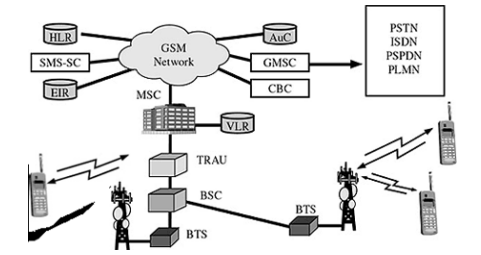 HLR
AuC
GSM
Network
SMS-SC
GMSC
EIR
CBC
PSTN
ISDN
PSPDN
PLMN
MSC
VLR
TRAU
BSC
BTS
BTS